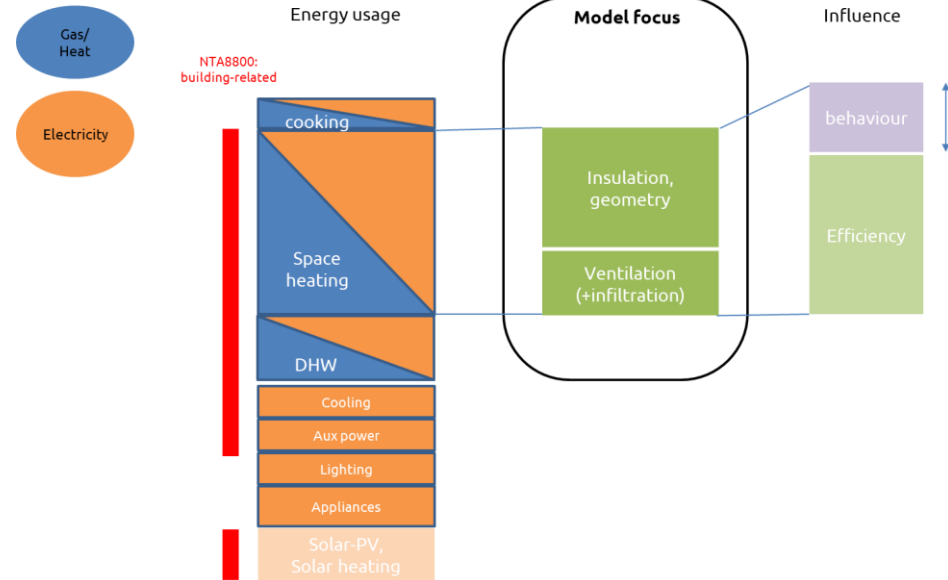 Energy usage
Model focus
Influence
Gas/
Heat
NTA8800:
building-related
Electricity
cooking
behaviour
Insulation,
geometry
Efficiency
Space
heating
Ventilation
(+infiltration)
DHW
Cooling
Aux power
Lighting
Appliances
Solar-PV,
Solar heating